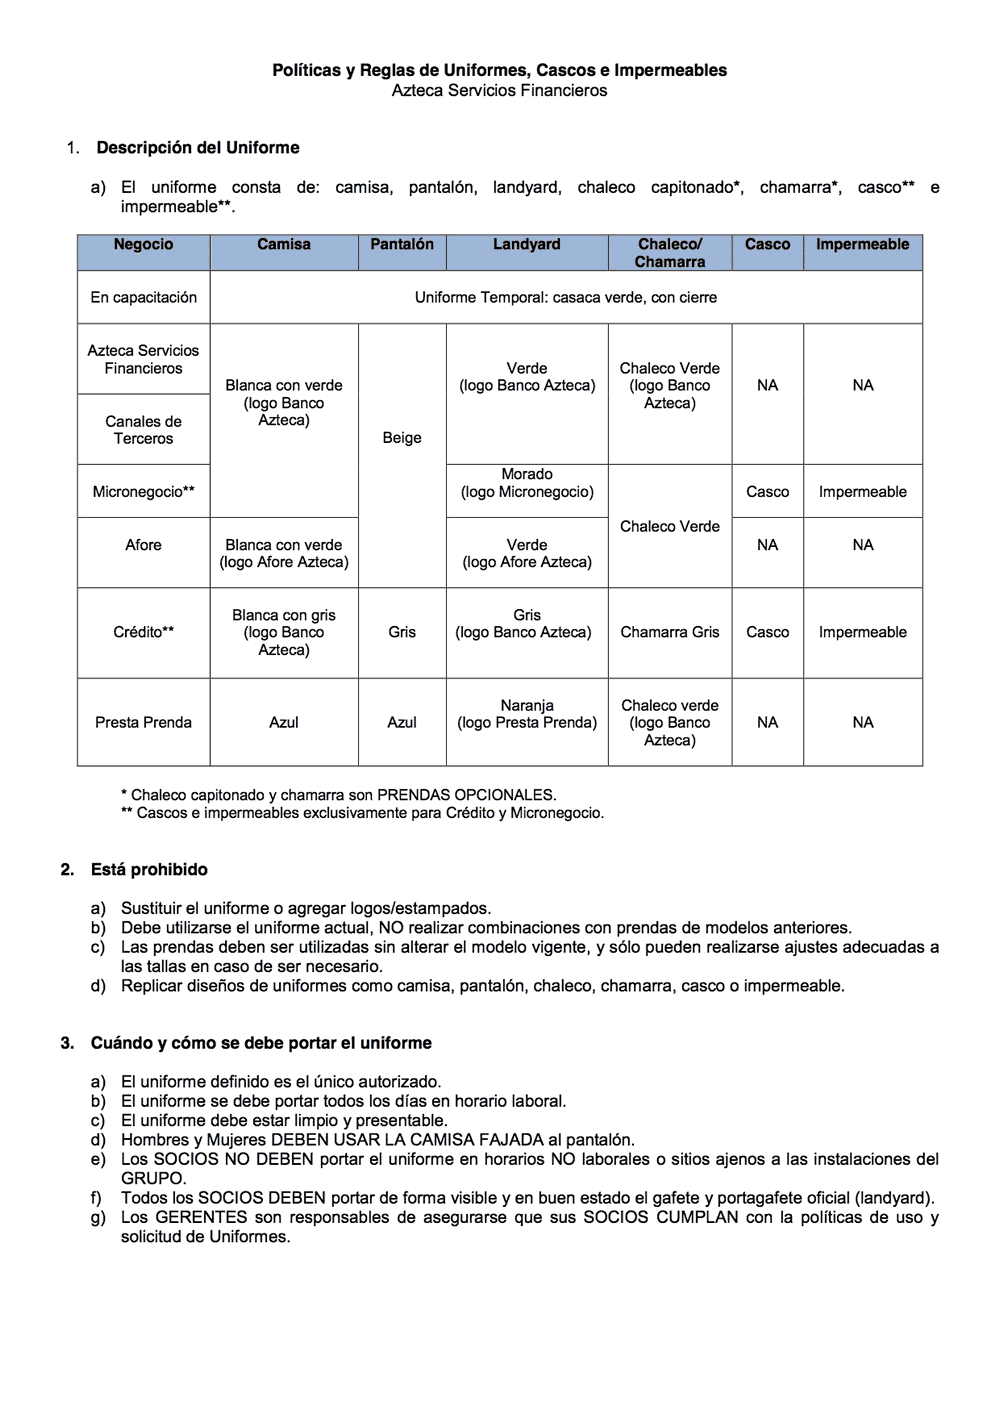 Políticas y Reglas de Uniformes, Cascos e Impermeables
Azteca Servicios Financieros
1. Descripción del Uniforme
a) El uniforme consta de: camisa, pantalón, landyard, chaleco capitonado*, chamarra*, casco** e
impermeable**.
Negocio Camisa Pantalón Landyard Chaleco/ Casco Impermeable
Chamarra
En capacitación Uniforme Temporal: casaca verde, con cierre
Azteca Servicios
Financieros
Canales de
Terceros
Blanca con verde
(logo Banco
Azteca)
Beige
Verde
(logo Banco Azteca)
Chaleco Verde
(logo Banco
Azteca)
NA
NA
Micronegocio**
Morado
(logo Micronegocio)
Chaleco Verde
Casco
Impermeable
Afore
Blanca con verde
(logo Afore Azteca)
Verde
(logo Afore Azteca)
NA
NA
Crédito**
Blanca con gris
(logo Banco
Azteca)
Gris
Gris
(logo Banco Azteca)
Chamarra Gris
Casco
Impermeable
Presta Prenda
Azul
Azul
Naranja
(logo Presta Prenda)
Chaleco verde
(logo Banco
Azteca)
NA
NA
* Chaleco capitonado y chamarra son PRENDAS OPCIONALES.
** Cascos e impermeables exclusivamente para Crédito y Micronegocio.
2. Está prohibido
a) Sustituir el uniforme o agregar logos/estampados.
b) Debe utilizarse el uniforme actual, NO realizar combinaciones con prendas de modelos anteriores.
c) Las prendas deben ser utilizadas sin alterar el modelo vigente, y sólo pueden realizarse ajustes adecuadas a
las tallas en caso de ser necesario.
d) Replicar diseños de uniformes como camisa, pantalón, chaleco, chamarra, casco o impermeable.
3. Cuándo y cómo se debe portar el uniforme
a) El uniforme definido es el único autorizado.
b) El uniforme se debe portar todos los días en horario laboral.
c) El uniforme debe estar limpio y presentable.
d) Hombres y Mujeres DEBEN USAR LA CAMISA FAJADA al pantalón.
e) Los SOCIOS NO DEBEN portar el uniforme en horarios NO laborales o sitios ajenos a las instalaciones del
GRUPO.
f) Todos los SOCIOS DEBEN portar de forma visible y en buen estado el gafete y portagafete oficial (landyard).
g) Los GERENTES son responsables de asegurarse que sus SOCIOS CUMPLAN con la políticas de uso y
solicitud de Uniformes.